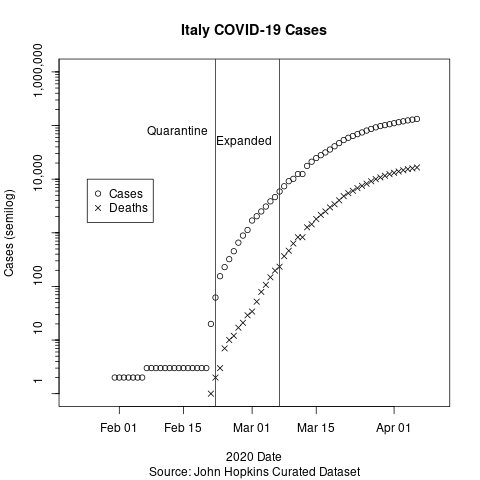 Italy COVID-19 Cases
1,000,000
10,000
100
10
1
Cases (semilog)
Quarantine
Expanded
Cases
Deaths
Feb 01
Feb 15
Mar 01
Mar 15
Apr 01
2020 Date
Source: John Hopkins Curated Dataset